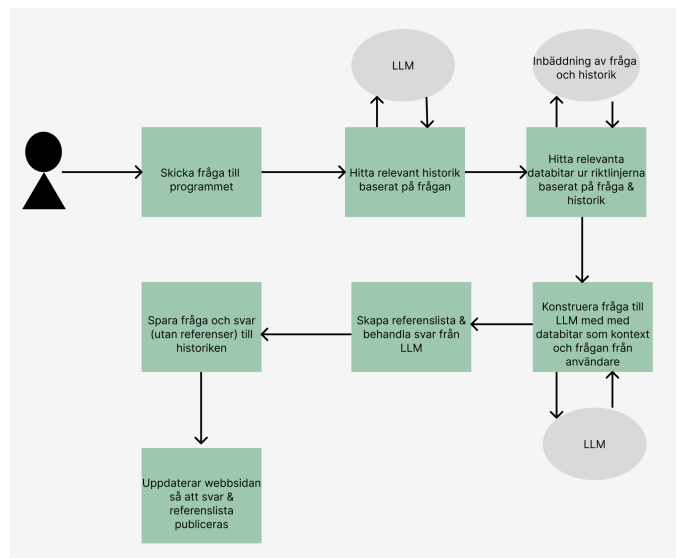 LLM
Inbäddning av fråga
och historik
Skicka fråga till
programmet
Hitta relevant historik
baserat på frågan
Hitta relevanta
databitar ur riktlinjerna
baserat på fråga &
historik
Spara fråga och svar
(utan referenser) till
historiken
Skapa referenslista &
behandla svar från
LLM
Konstruera fråga till
LLM med med
databitar som kontext
och frågan från
användare
LLM
Uppdaterar webbsidan
så att svar &
referenslista
publiceras